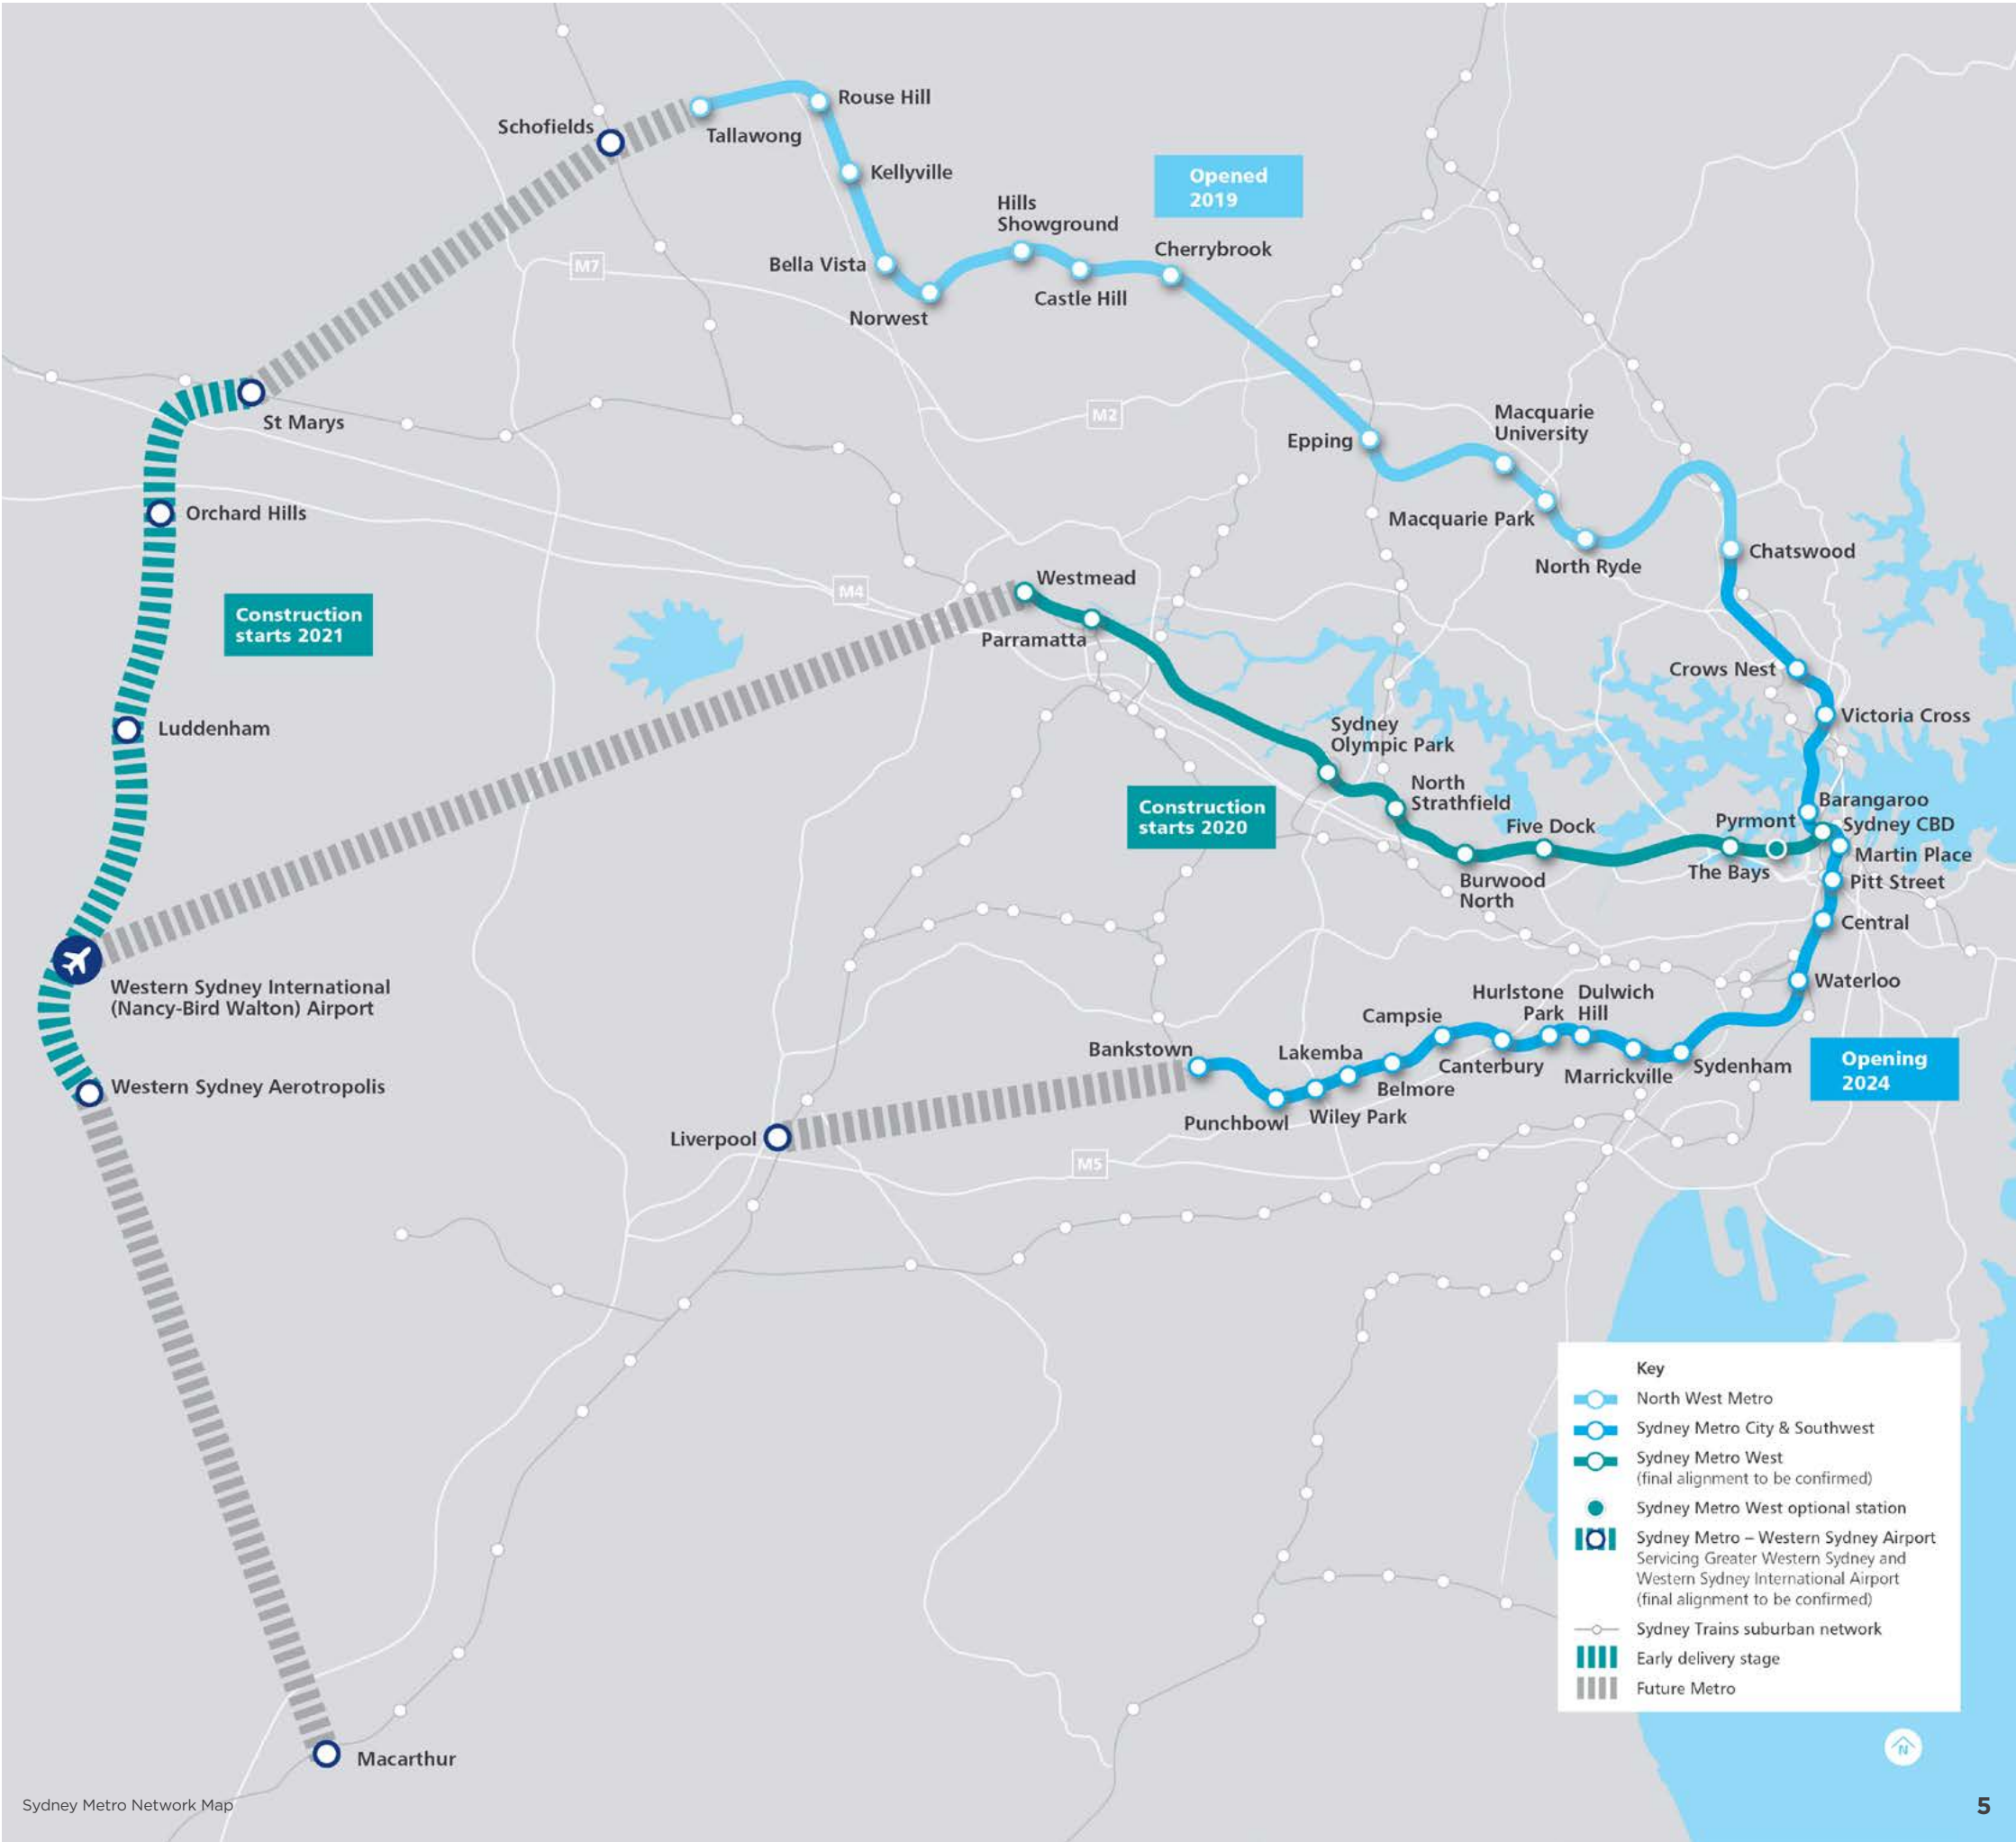 Rouse Hill
Schofields
Tallawong
Kellyville
Opened
2019
Hills
Showground
Cherrybrook
M7
Bella Vista
Castle Hill
Norwest
St Marys
M2
Macquarie
University
Epping
Orchard Hills
Macquarie Park
Chatswood
North Ryde
Westmead
M4
Construction
starts 2021
Parramatta
Crows Nest
Luddenham
Victoria Cross
Sydney
Olympic Park
North
Strathfield
Construction
starts 2020
Five Dock
Pyrmont
Barangaroo
Sydney CBD
Martin Place
The Bays
Pitt Street
Burwood
North
Central
Western Sydney International
(Nancy-Bird Walton) Airport
Waterloo
Hurlstone
Park
Dulwich
Hill
Campsie
Bankstown
Lakemba
Canterbury
Marrickville
Sydenham
Opening
2024
Western Sydney Aerotropolis
Belmore
Wiley Park
Punchbowl
Liverpool
M5
Key
North West Metro
Sydney Metro City & Southwest
Sydney Metro West
(final alignment to be confirmed)
Sydney Metro West optional station
Sydney Metro – Western Sydney Airport
Servicing Greater Western Sydney and
Western Sydney International Airport
(final alignment to be confirmed)
Sydney Trains suburban network
Early delivery stage
Future Metro
N
Macarthur
Sydney Metro Network Map
5